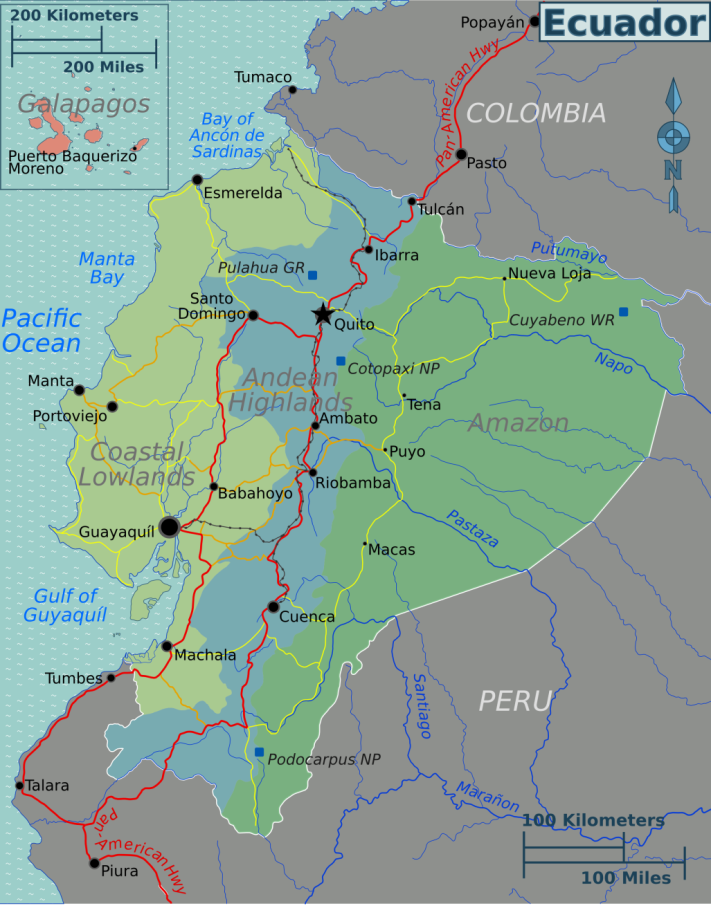 Ecuador
200 Kilometers
200 Miles
Galapagos
Puerto Baquerizo
Moreno
Popayán
Pan-American Hwy
Tumaco
COLOMBIA
Bay of
Ancón de
Sardinas
Pasto
N
Esmerelda
Tulcán
Ibarra
Putumayo
Manta
Bay
Pulahua GR
Nueva Loja
Santo
Domingo
Quito
Cuyabeno WR
Pacific
Ocean
Napo
Cotopaxi NP
Andean
Highlands
Manta
Portoviejo
Tena
Ambato
Amazon
Coastal
Lowlands
Puyo
Riobamba
Babahoyo
Guayaquíl
Pastaza
Macas
Gulf of
Guyaquíl
Cuenca
Machala
Tumbes
Santiago
PERU
Podocarpus NP
Talara
Marañon
Pan-
American Hwy
Piura
100 Kilometers
100 Miles